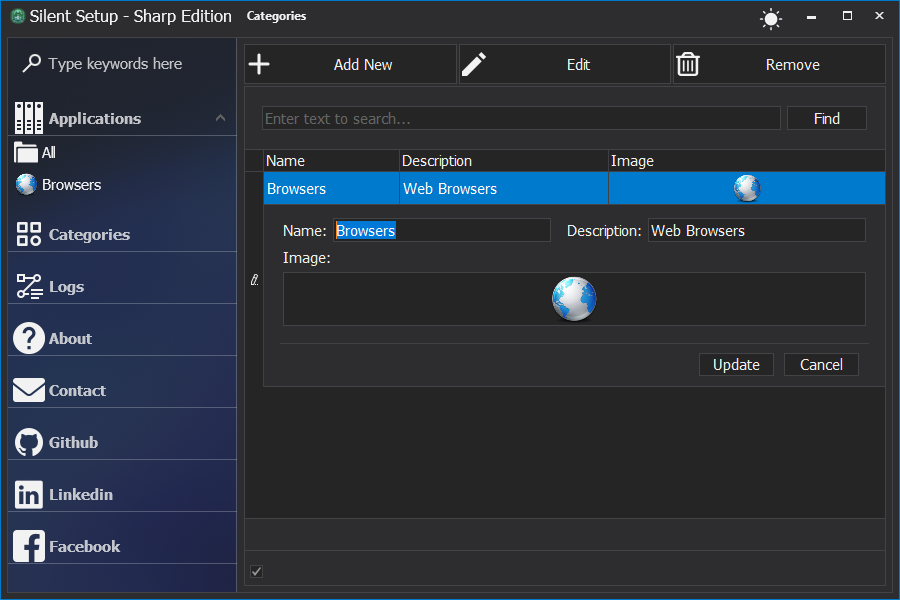 Silent Setup - Sharp Edition Categories
Type keywords here
Applications
All
Browsers
Categories
Logs
About
Contact
Github
Linkedin
Facebook
Add New Edit Remove
Enter text to search... Find
Name Description Image
Browsers Web Browsers
Name: Browsers Description: Web Browsers
Image:
Update Cancel